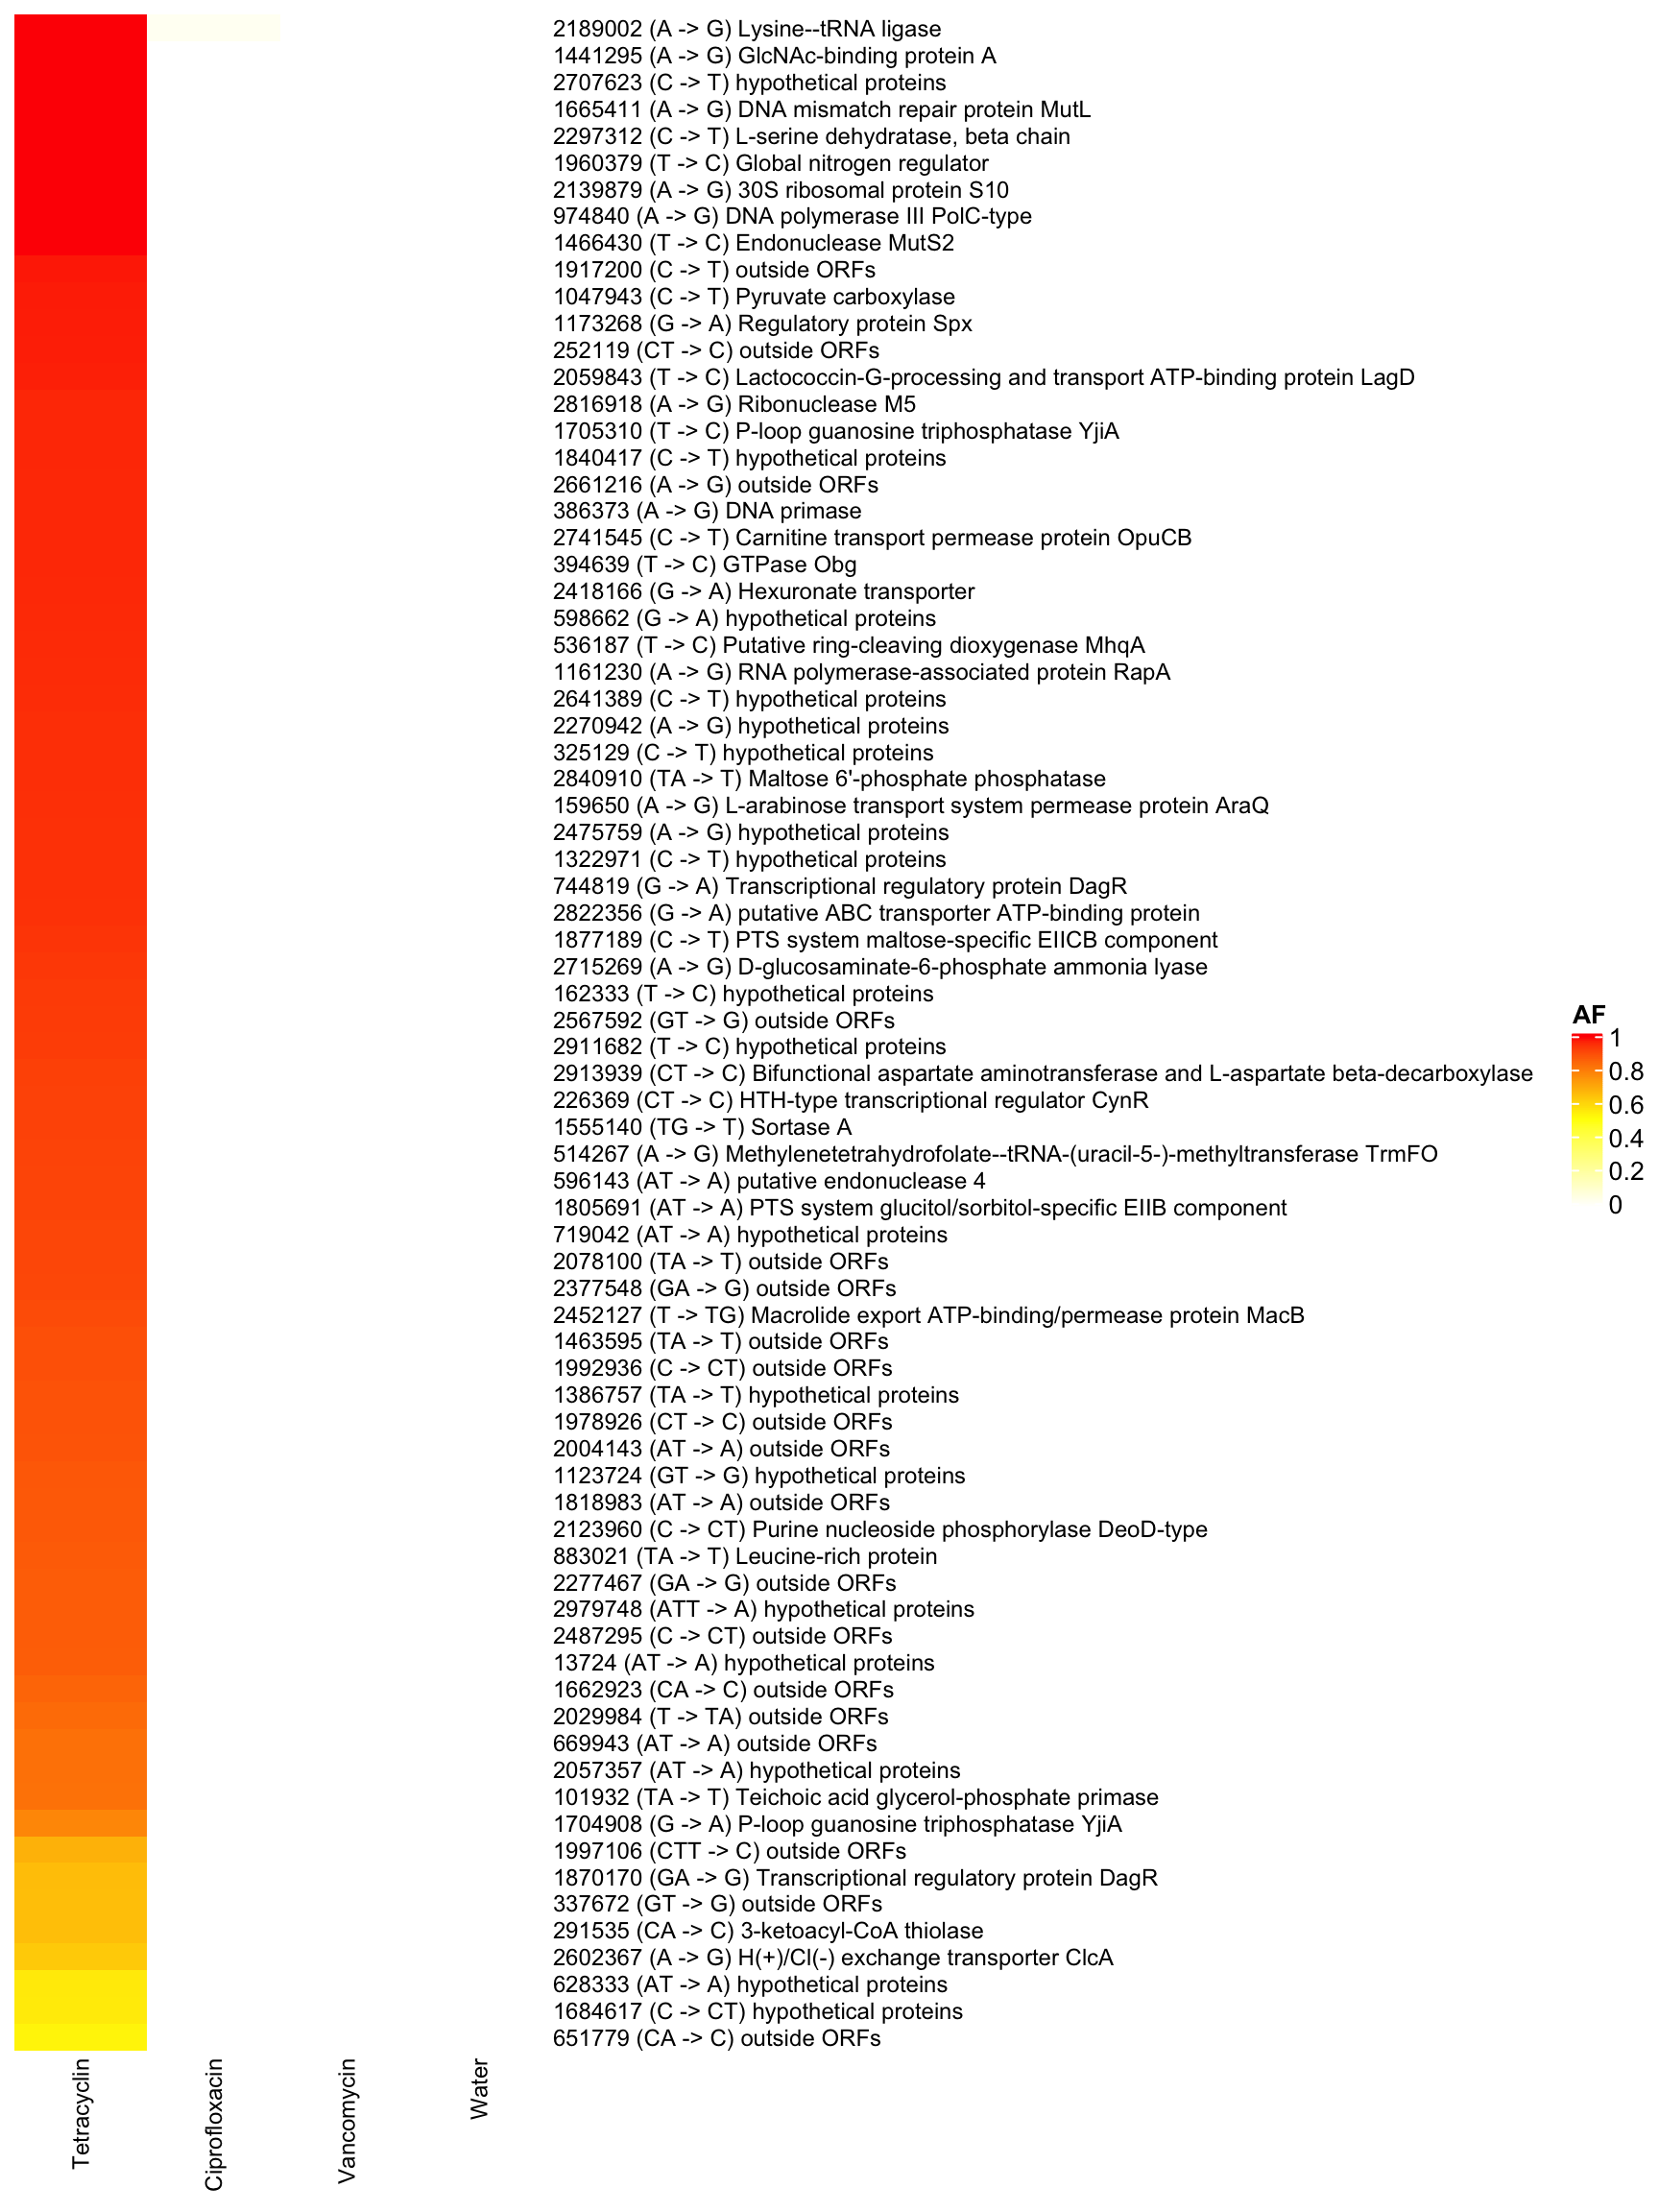 2189002 (A -> G) Lysine--tRNA ligase
1441295 (A -> G) GlcNAc-binding protein A
2707623 (C -> T) hypothetical proteins
1665411 (A -> G) DNA mismatch repair protein MutL
2297312 (C -> T) L-serine dehydratase, beta chain
1960379 (T -> C) Global nitrogen regulator
2139879 (A -> G) 30S ribosomal protein S10
974840 (A -> G) DNA polymerase III PolC-type
1466430 (T -> C) Endonuclease MutS2
1917200 (C -> T) outside ORFs
1047943 (C -> T) Pyruvate carboxylase
1173268 (G -> A) Regulatory protein Spx
252119 (CT -> C) outside ORFs
2059843 (T -> C) Lactococcin-G-processing and transport ATP-binding protein LagD
2816918 (A -> G) Ribonuclease M5
1705310 (T -> C) P-loop guanosine triphosphatase YjiA
1840417 (C -> T) hypothetical proteins
2661216 (A -> G) outside ORFs
386373 (A -> G) DNA primase
2741545 (C -> T) Carnitine transport permease protein OpuCB
394639 (T -> C) GTPase Obg
2418166 (G -> A) Hexuronate transporter
598662 (G -> A) hypothetical proteins
536187 (T -> C) Putative ring-cleaving dioxygenase MhqA
1161230 (A -> G) RNA polymerase-associated protein RapA
2641389 (C -> T) hypothetical proteins
2270942 (A -> G) hypothetical proteins
325129 (C -> T) hypothetical proteins
2840910 (TA -> T) Maltose 6'-phosphate phosphatase
159650 (A -> G) L-arabinose transport system permease protein AraQ
2475759 (A -> G) hypothetical proteins
1322971 (C -> T) hypothetical proteins
744819 (G -> A) Transcriptional regulatory protein DagR
2822356 (G -> A) putative ABC transporter ATP-binding protein
1877189 (C -> T) PTS system maltose-specific EIICB component
2715269 (A -> G) D-glucosaminate-6-phosphate ammonia lyase
162333 (T -> C) hypothetical proteins
2567592 (GT -> G) outside ORFs
2911682 (T -> C) hypothetical proteins
2913939 (CT -> C) Bifunctional aspartate aminotransferase and L-aspartate beta-decarboxylase
226369 (CT -> C) HTH-type transcriptional regulator CynR
1555140 (TG -> T) Sortase A
514267 (A -> G) Methylenetetrahydrofolate--tRNA-(uracil-5-)-methyltransferase TrmFO
596143 (AT -> A) putative endonuclease 4
1805691 (AT -> A) PTS system glucitol/sorbitol-specific EIIB component
719042 (AT -> A) hypothetical proteins
2078100 (TA -> T) outside ORFs
2377548 (GA -> G) outside ORFs
2452127 (T -> TG) Macrolide export ATP-binding/permease protein MacB
1463595 (TA -> T) outside ORFs
1992936 (C -> CT) outside ORFs
1386757 (TA -> T) hypothetical proteins
1978926 (CT -> C) outside ORFs
2004143 (AT -> A) outside ORFs
1123724 (GT -> G) hypothetical proteins
1818983 (AT -> A) outside ORFs
2123960 (C -> CT) Purine nucleoside phosphorylase DeoD-type
883021 (TA -> T) Leucine-rich protein
2277467 (GA -> G) outside ORFs
2979748 (ATT -> A) hypothetical proteins
2487295 (C -> CT) outside ORFs
13724 (AT -> A) hypothetical proteins
1662923 (CA -> C) outside ORFs
2029984 (T -> TA) outside ORFs
669943 (AT -> A) outside ORFs
2057357 (AT -> A) hypothetical proteins
101932 (TA -> T) Teichoic acid glycerol-phosphate primase
1704908 (G -> A) P-loop guanosine triphosphatase YjiA
1997106 (CTT -> C) outside ORFs
1870170 (GA -> G) Transcriptional regulatory protein DagR
337672 (GT -> G) outside ORFs
291535 (CA -> C) 3-ketoacyl-CoA thiolase
2602367 (A -> G) H(+)/Cl(-) exchange transporter ClcA
628333 (AT -> A) hypothetical proteins
1684617 (C -> CT) hypothetical proteins
651779 (CA -> C) outside ORFs
Tetracyclin
Ciprofloxacin
Vancomycin
Water
AF
1
0.8
0.6
0.4
0.2
0